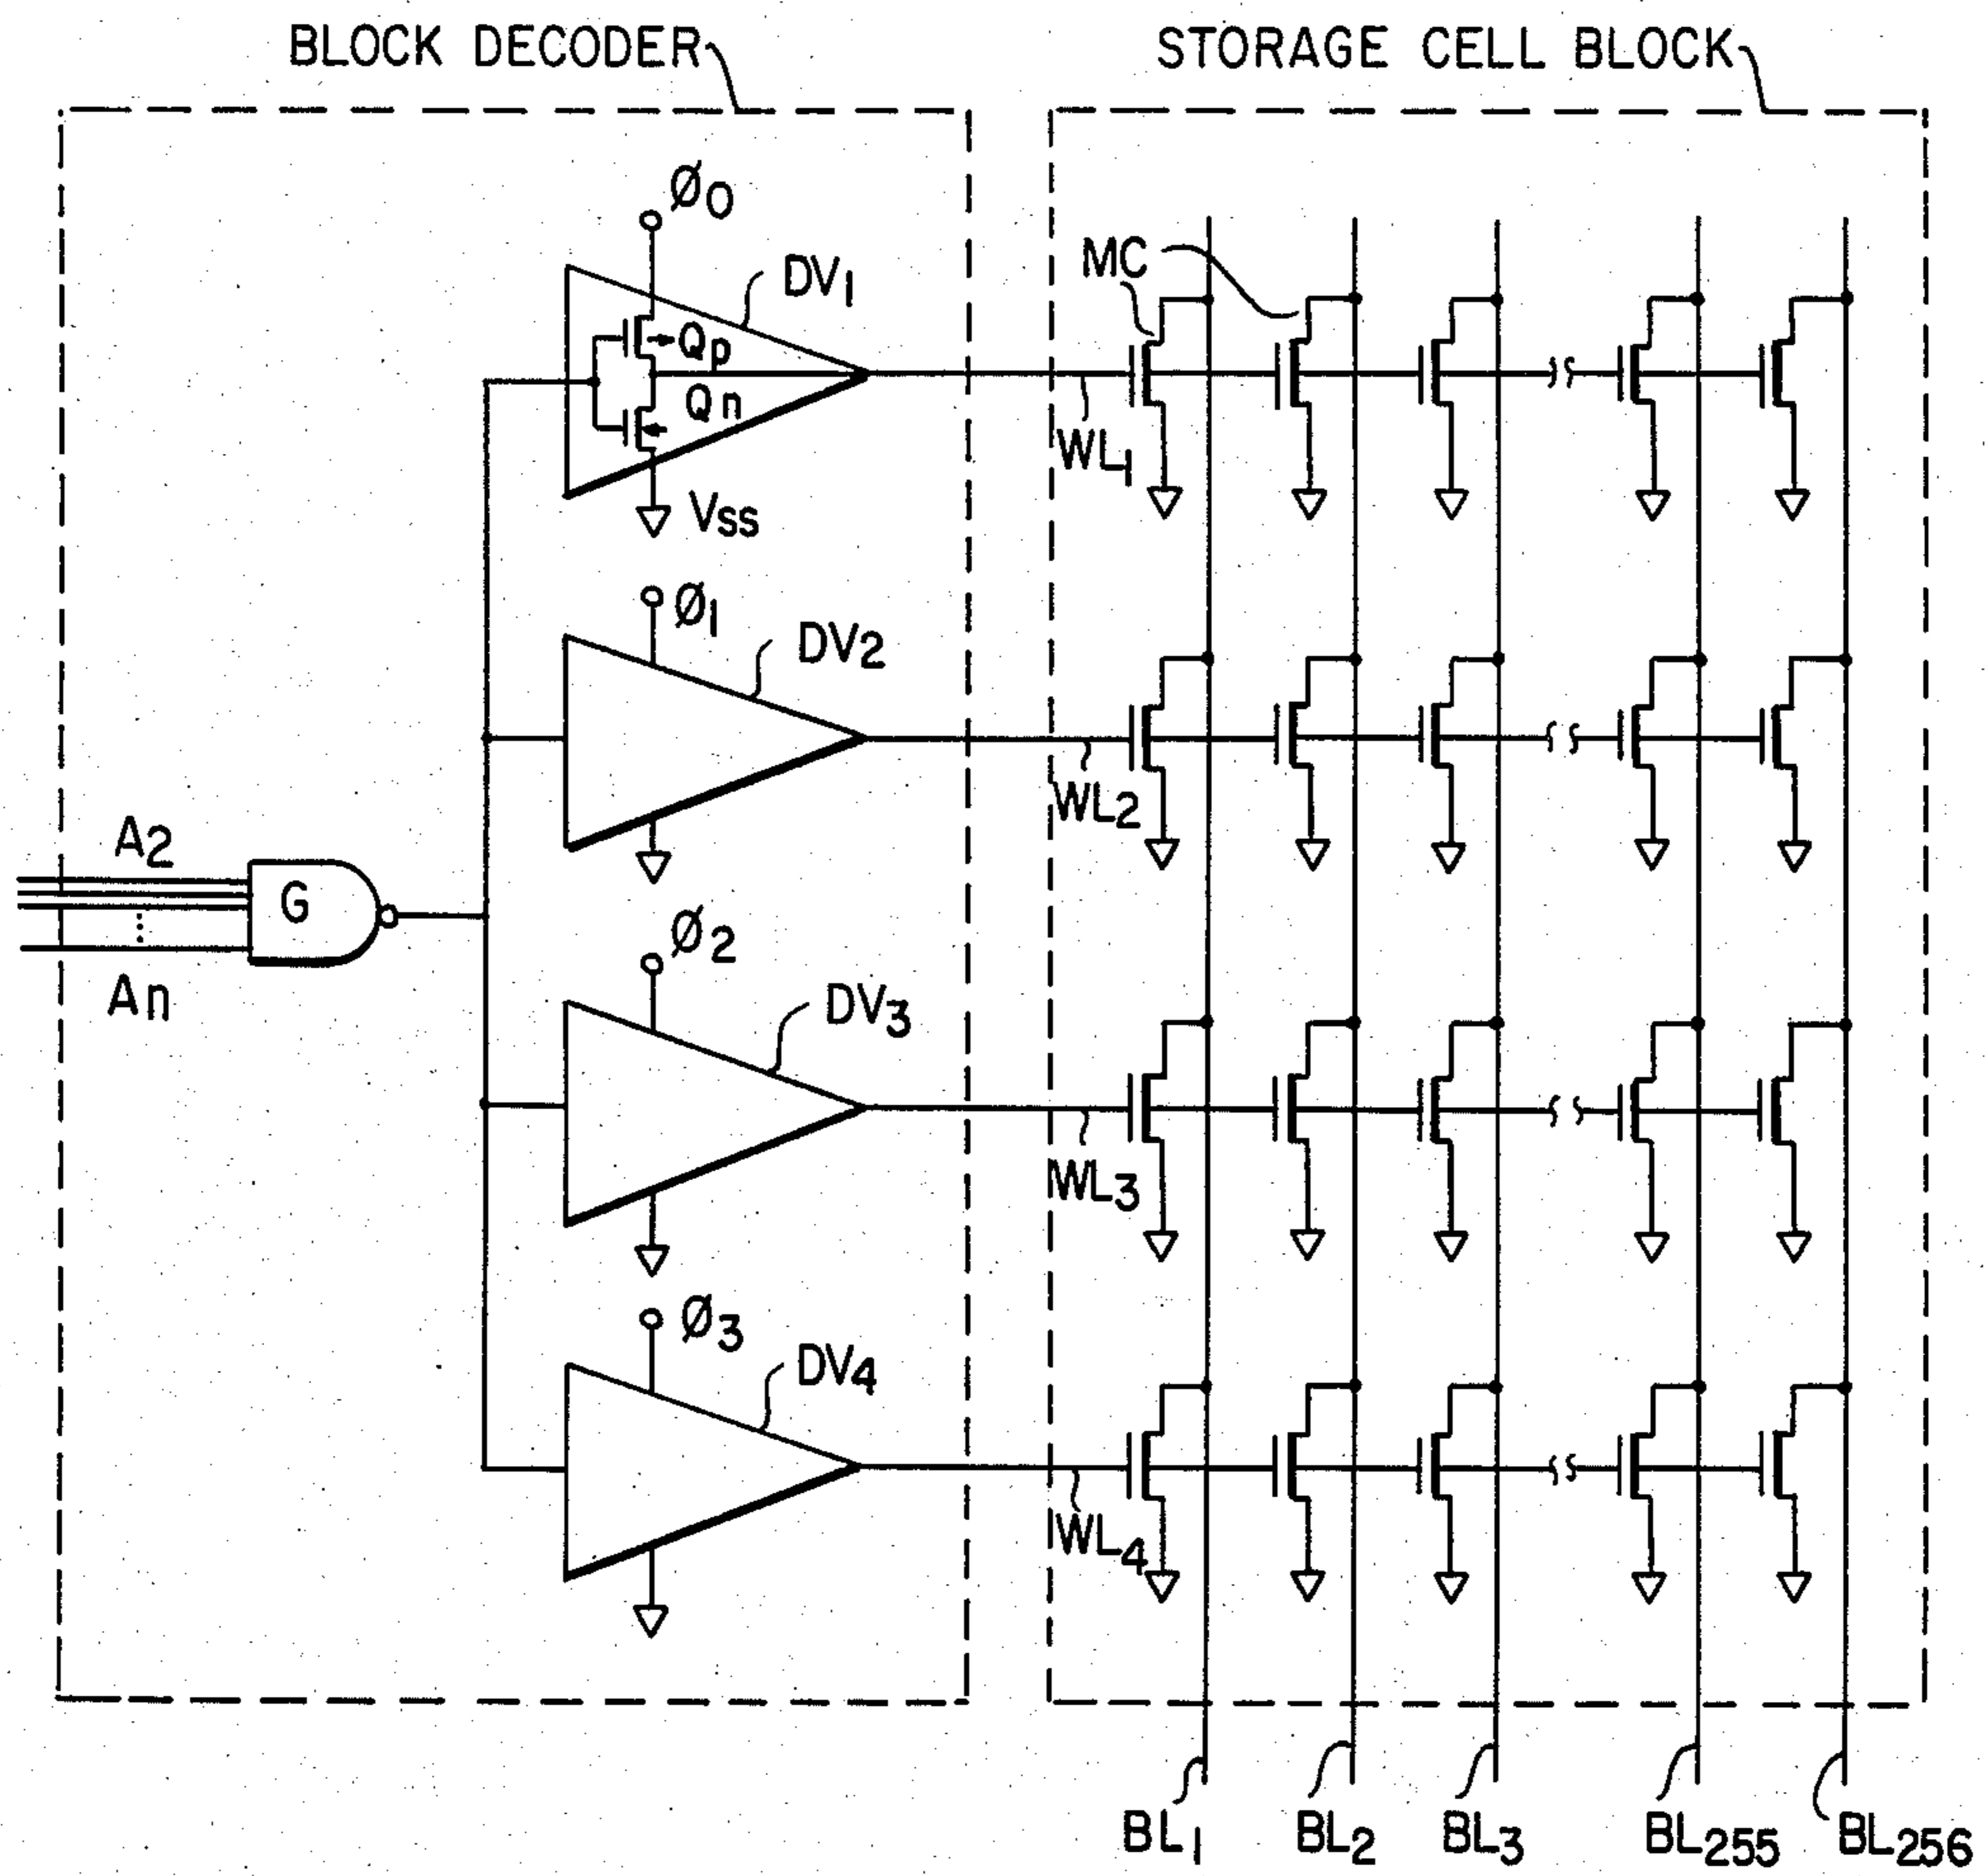 BLOCK DECODER
STORAGE CELL BLOCK
Ø0
DV1
MC
Qp
Qn
WL1
Vss
Ø1
DV2
WL2
A2
G
An
Ø2
DV3
WL3
Ø3
DV4
WL4
BL1
BL2
BL3
BL255
BL256